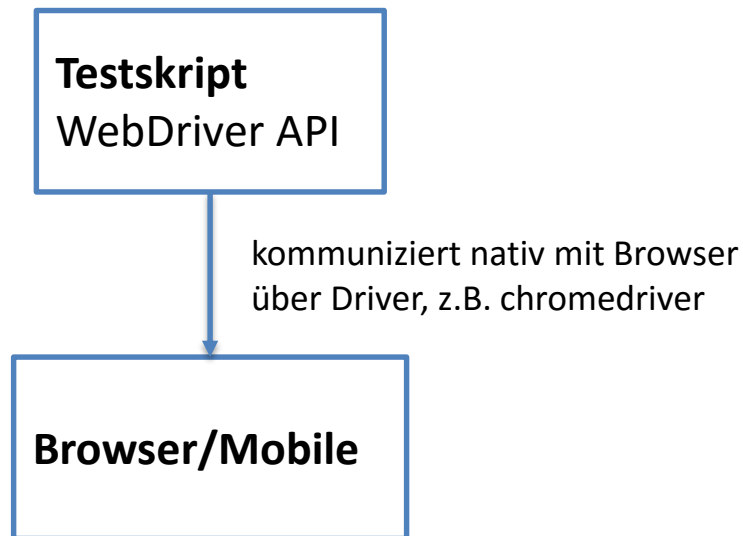 Testskript
WebDriver API
kommuniziert nativ mit Browser
über Driver, z.B. chromedriver
Browser/Mobile